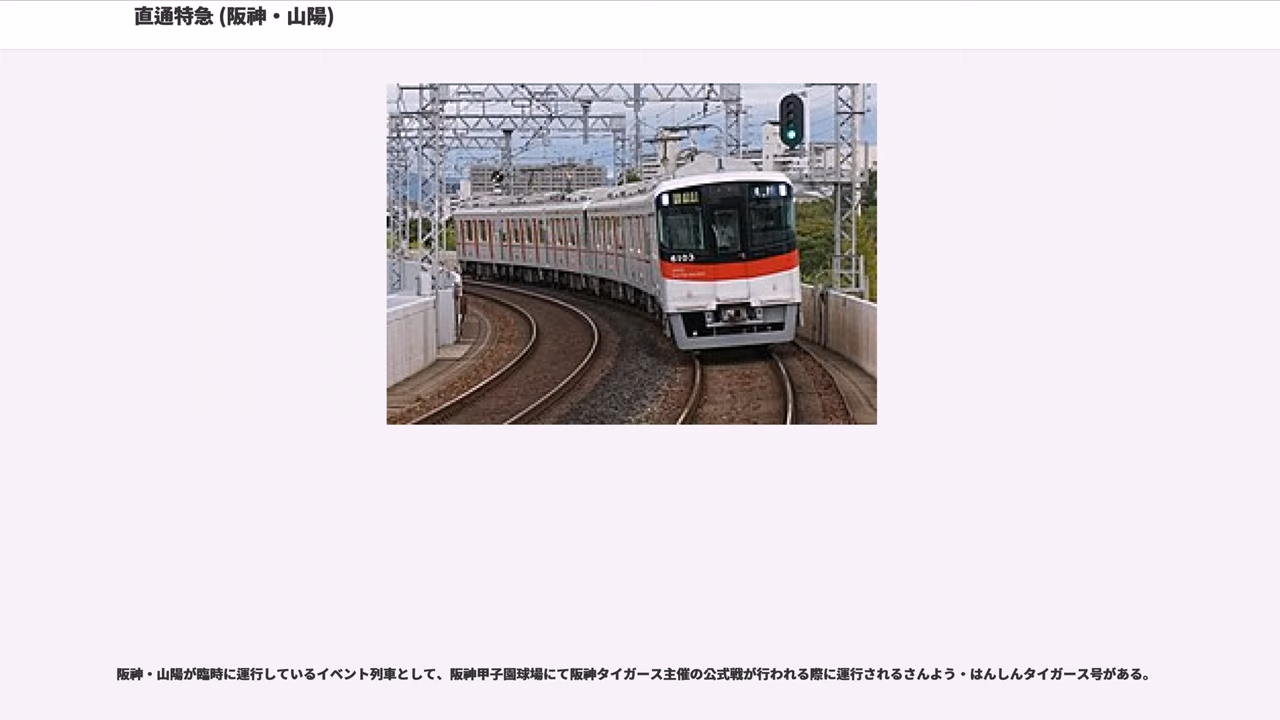 直通特急 (阪神・山陽)
6103
阪神・山陽が臨時に運行しているイベント列車として、阪神甲子園球場にて阪神タイガース主催の公式戦が行われる際に運行されるさんよう・はんしんタイガース号がある。